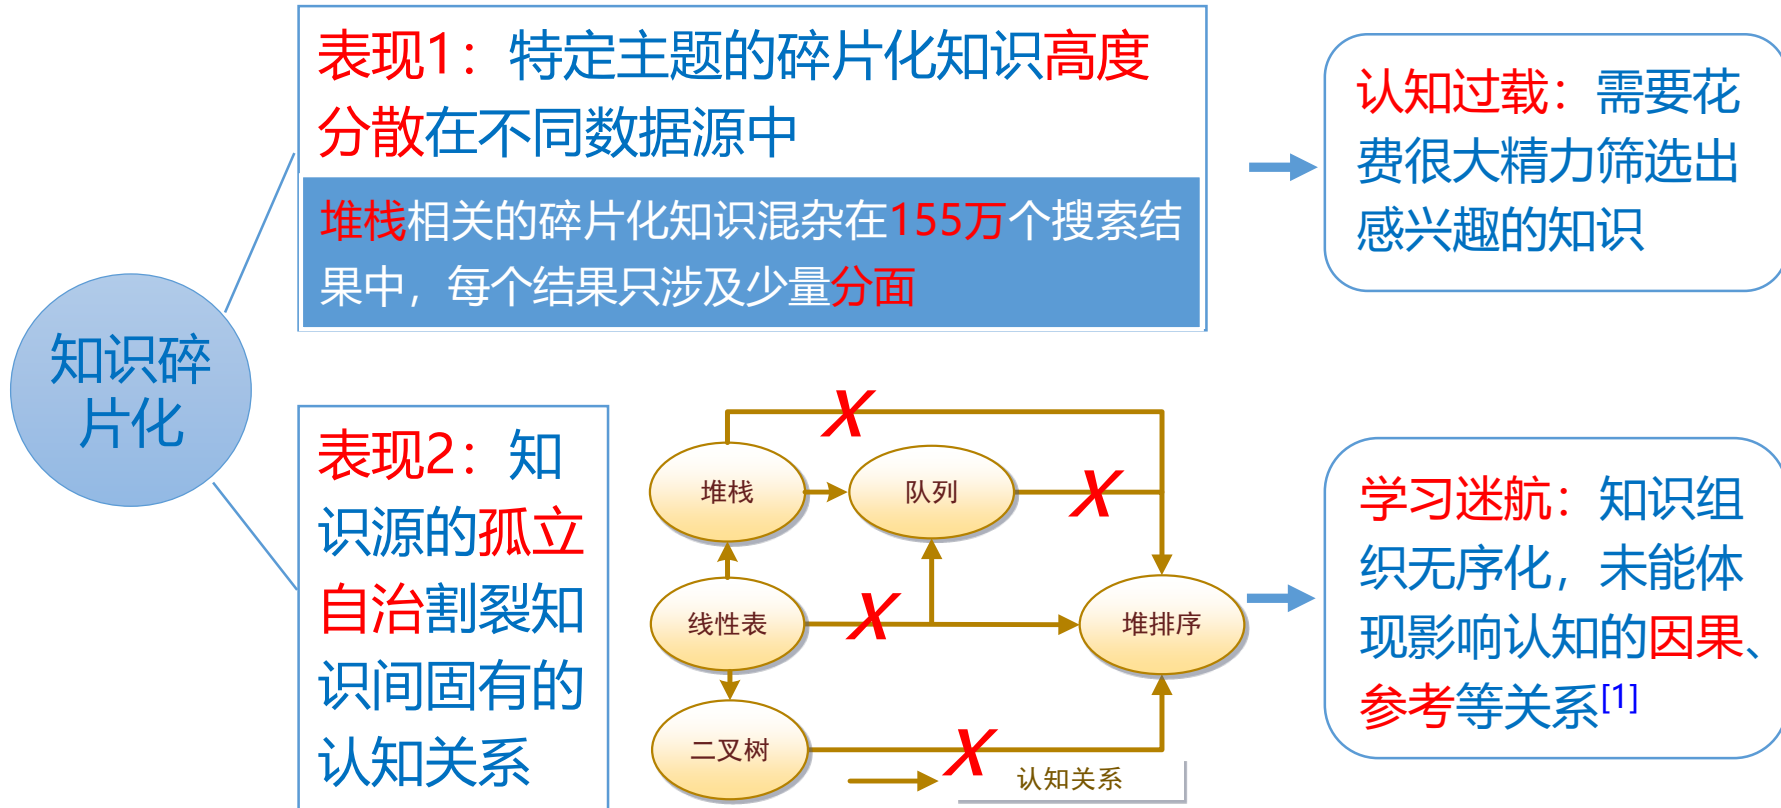 表现1：特定主题的碎片化知识高度
分散在不同数据源中
堆栈相关的碎片化知识混杂在155万个搜索结
果中，每个结果只涉及少量分面
认知过载：需要花
费很大精力筛选出
感兴趣的知识
知识碎
片化
表现2：知
识源的孤立
自治割裂知
识间固有的
认知关系
X
堆栈
队列
X
线性表
X
堆排序
二叉树
X
认知关系
学习迷航：知识组
织无序化，未能体
现影响认知的因果、
参考等关系[1]